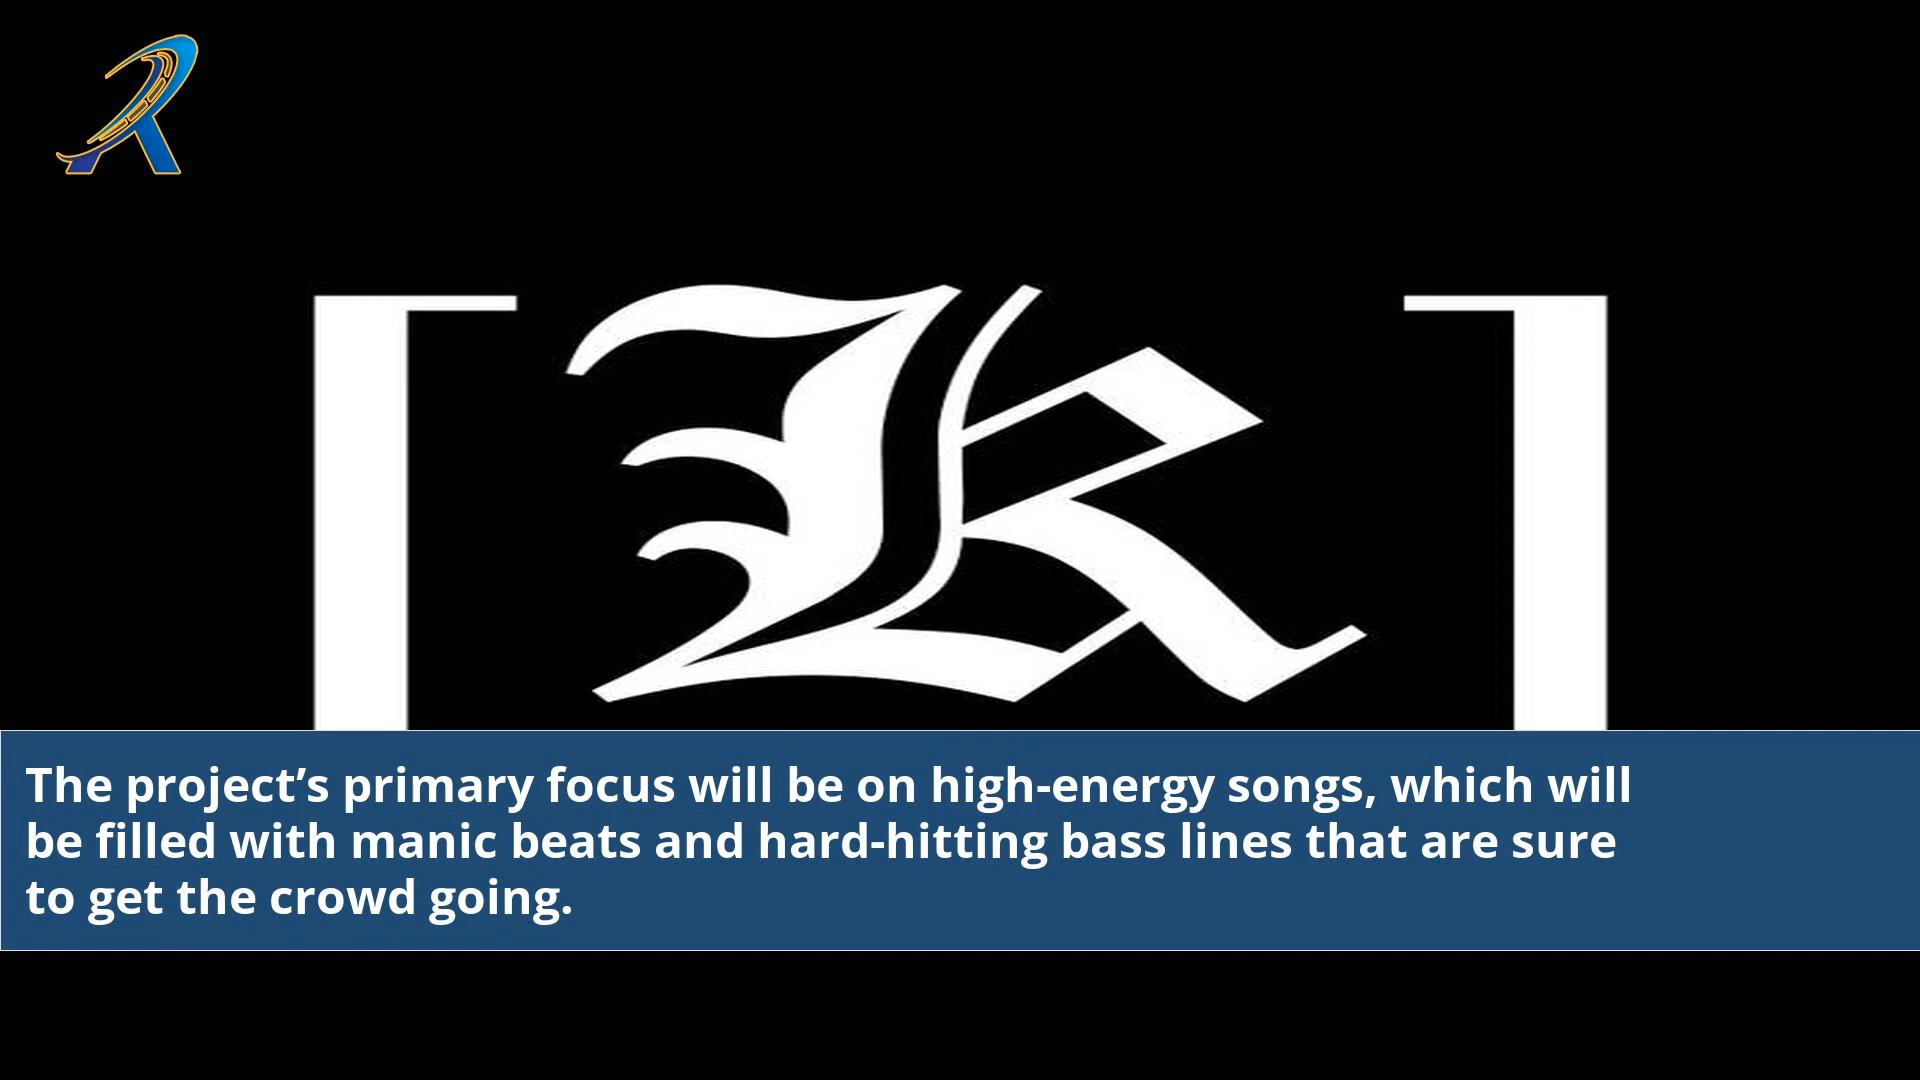 [K]
The project’s primary focus will be on high-energy songs, which will
be filled with manic beats and hard-hitting bass lines that are sure
to get the crowd going.